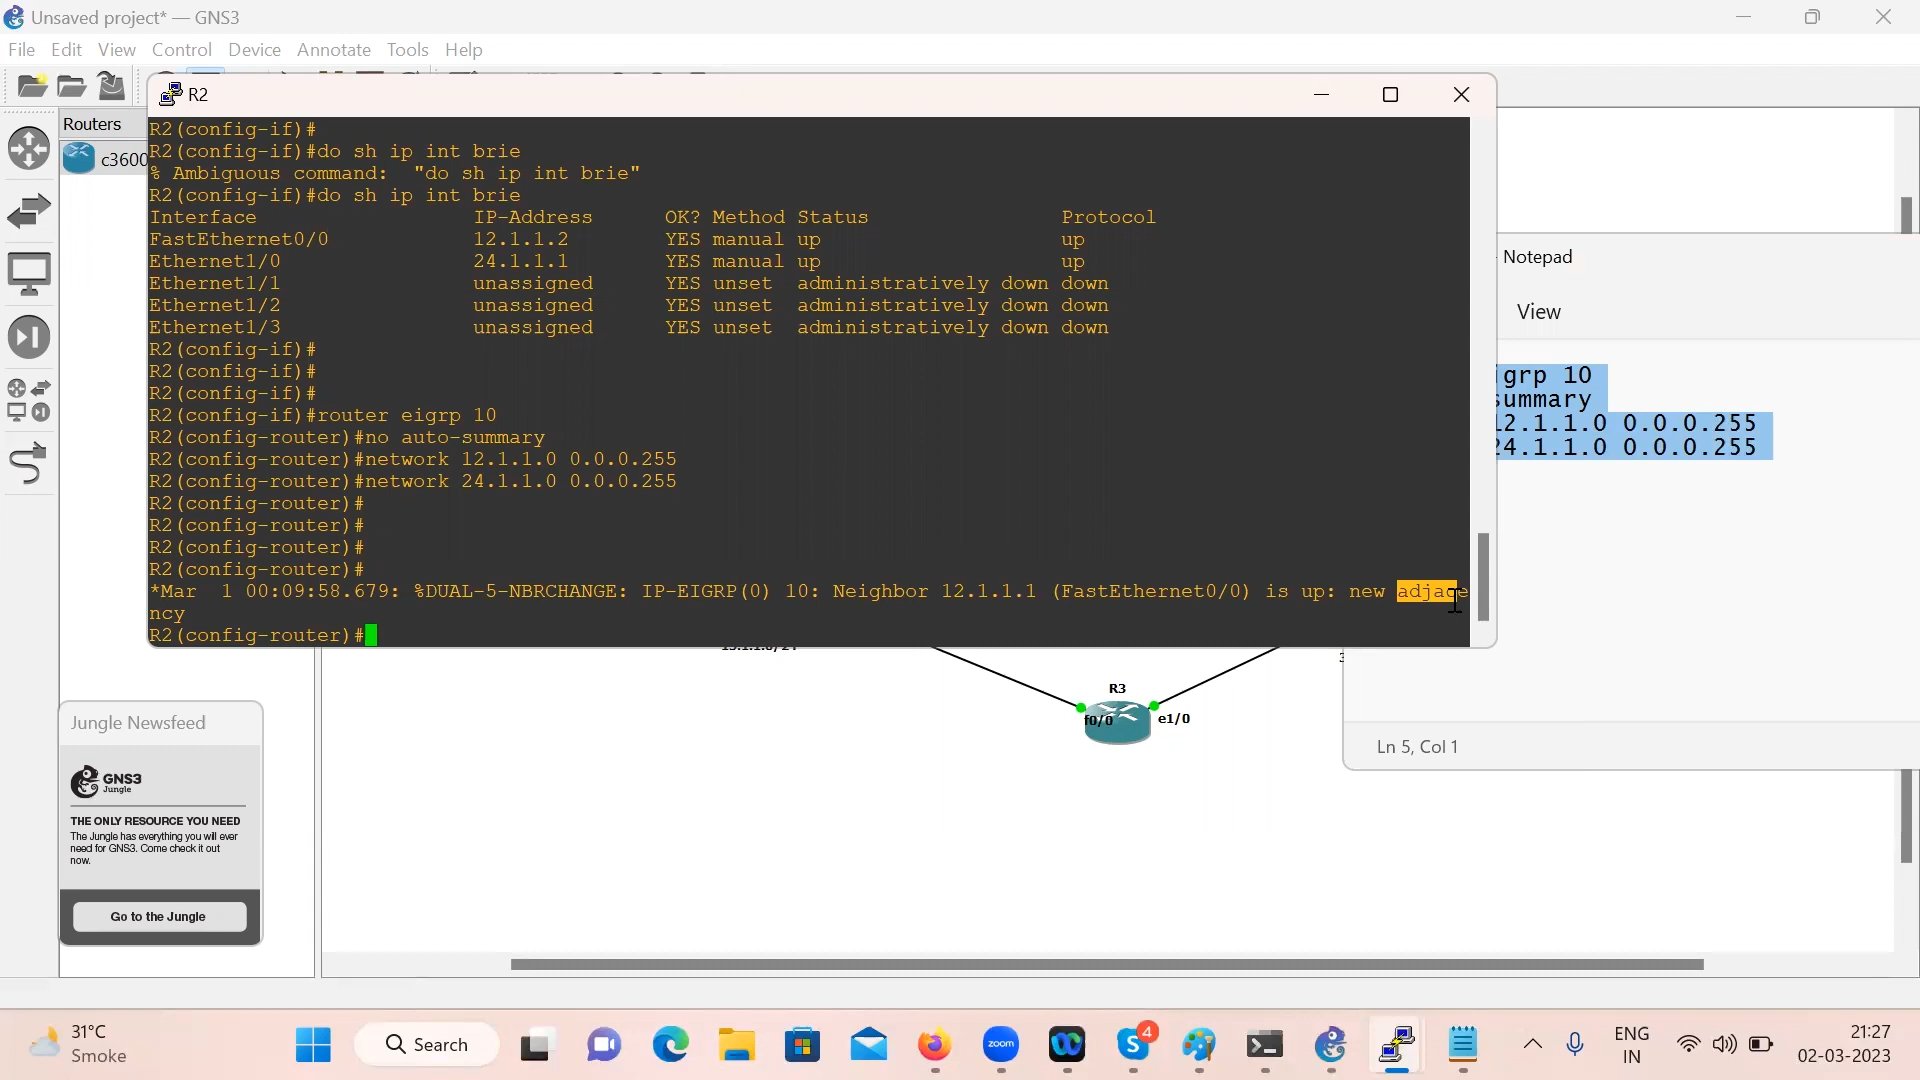 Unsaved project* — GNS3
File Edit View Control Device Annotate Tools Help
Routers
c3600
R2
R2(config-if)#
R2(config-if)#do sh ip int brie
% Ambiguous command:  "do sh ip int brie"
R2(config-if)#do sh ip int brie
Interface IP-Address OK? Method Status Protocol
FastEthernet0/0 12.1.1.2 YES manual up up
Ethernet1/0 24.1.1.1 YES manual up up
Ethernet1/1 unassigned YES unset administratively down down
Ethernet1/2 unassigned YES unset administratively down down
Ethernet1/3 unassigned YES unset administratively down down
R2(config-if)#
R2(config-if)#
R2(config-if)#
R2(config-if)#router eigrp 10
R2(config-router)#no auto-summary
R2(config-router)#network 12.1.1.0 0.0.0.255
R2(config-router)#network 24.1.1.0 0.0.0.255
R2(config-router)#
R2(config-router)#
R2(config-router)#
R2(config-router)#
*Mar  1 00:09:58.679: %DUAL-5-NBRCHANGE: IP-EIGRP(0) 10: Neighbor 12.1.1.1 (FastEthernet0/0) is up: new adjace
ncy
R2(config-router)#
Notepad
View
igrp 10
summary
12.1.1.0 0.0.0.255
24.1.1.0 0.0.0.255
Ln 5, Col 1
R3
f0/0 e1/0
Jungle Newsfeed
GNS3
Jungle
THE ONLY RESOURCE YOU NEED
The Jungle has everything you will ever
need for GNS3. Come check it out
now.
Go to the Jungle
31°C
Smoke
Search
zoom
4
ENG
IN
21:27
02-03-2023